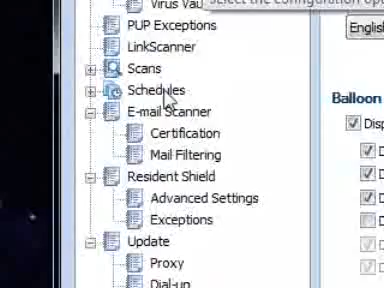 Virus Vau
PUP Exceptions
LinkScanner
English
Scans
Schedules
Balloon
E-mail Scanner
Disp
Certification
Mail Filtering
Resident Shield
Advanced Settings
Exceptions
Update
Proxy
Dial-up